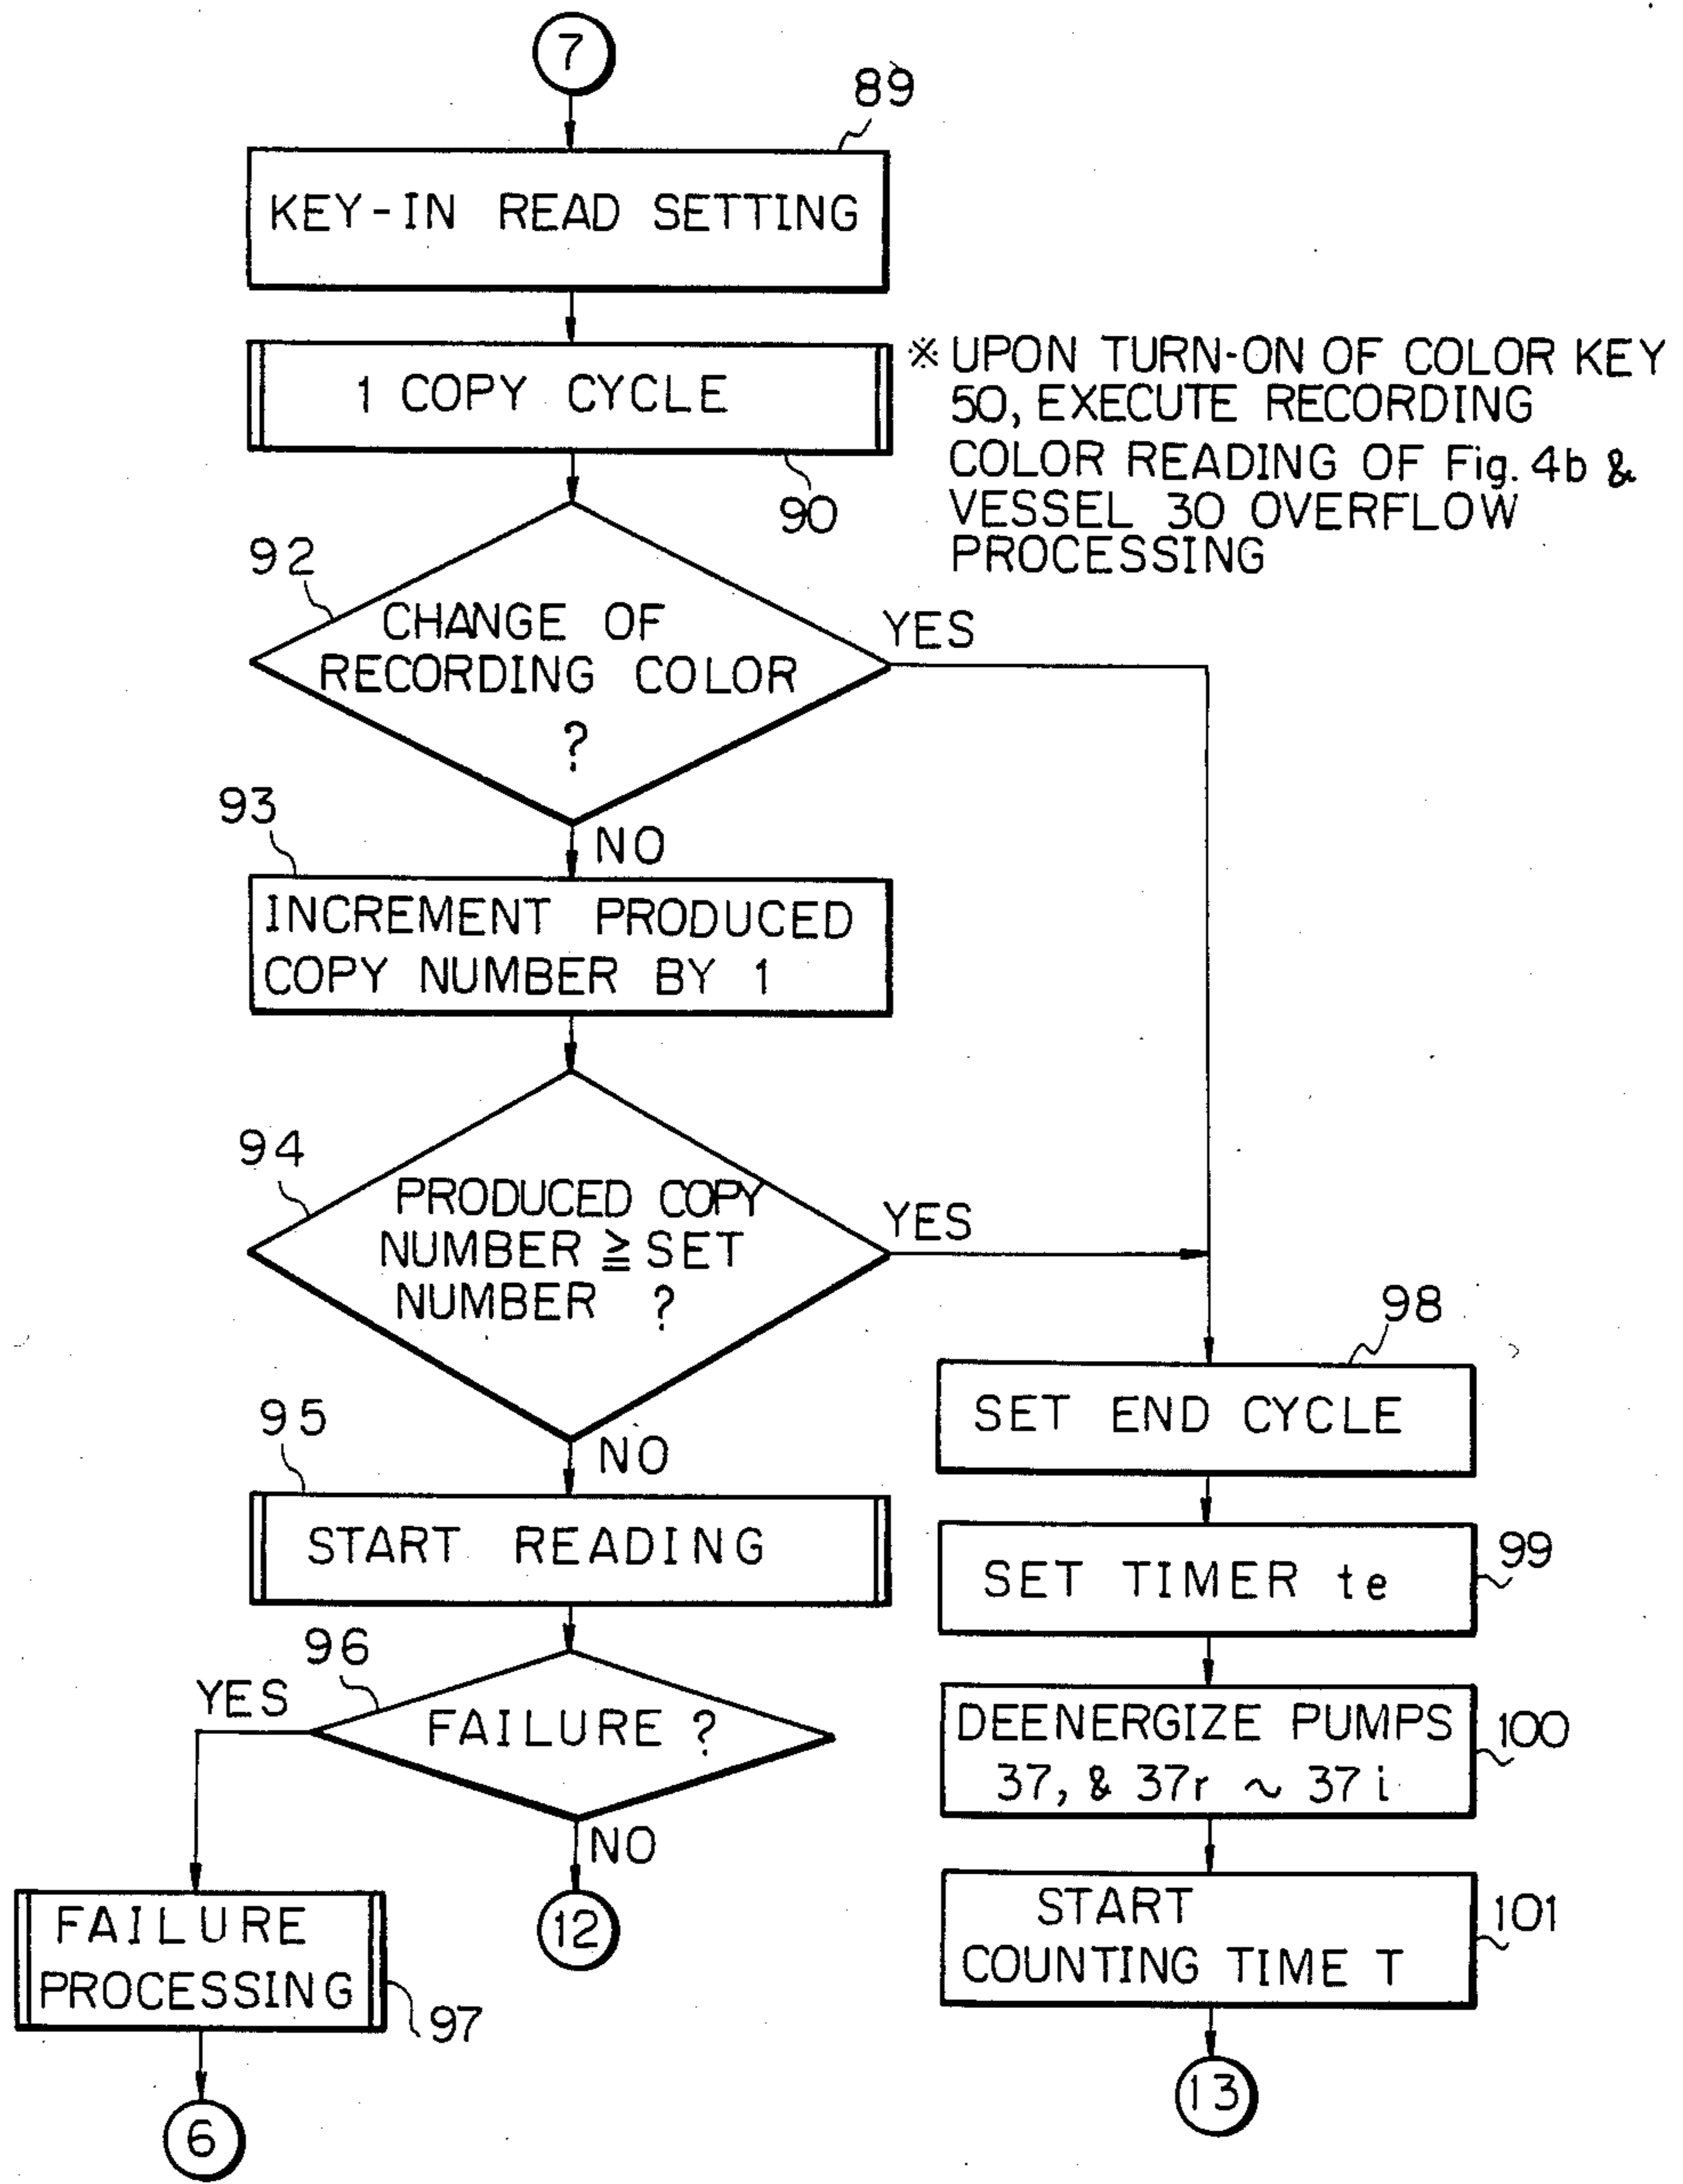 7
89
KEY-IN READ SETTING
1 COPY CYCLE
90
※ UPON TURN-ON OF COLOR KEY
50, EXECUTE RECORDING
COLOR READING OF Fig. 4b &
VESSEL 30 OVERFLOW
PROCESSING
92
CHANGE OF
RECORDING COLOR
?
YES
NO
93
INCREMENT PRODUCED
COPY NUMBER BY 1
94
PRODUCED COPY
NUMBER ≧ SET
NUMBER ?
YES
NO
95
START READING
96
FAILURE ?
YES
NO
12
FAILURE
PROCESSING
97
6
98
SET END CYCLE
SET TIMER te
99
DEENERGIZE PUMPS
37, & 37r ~ 37i
100
START
COUNTING TIME T
101
13